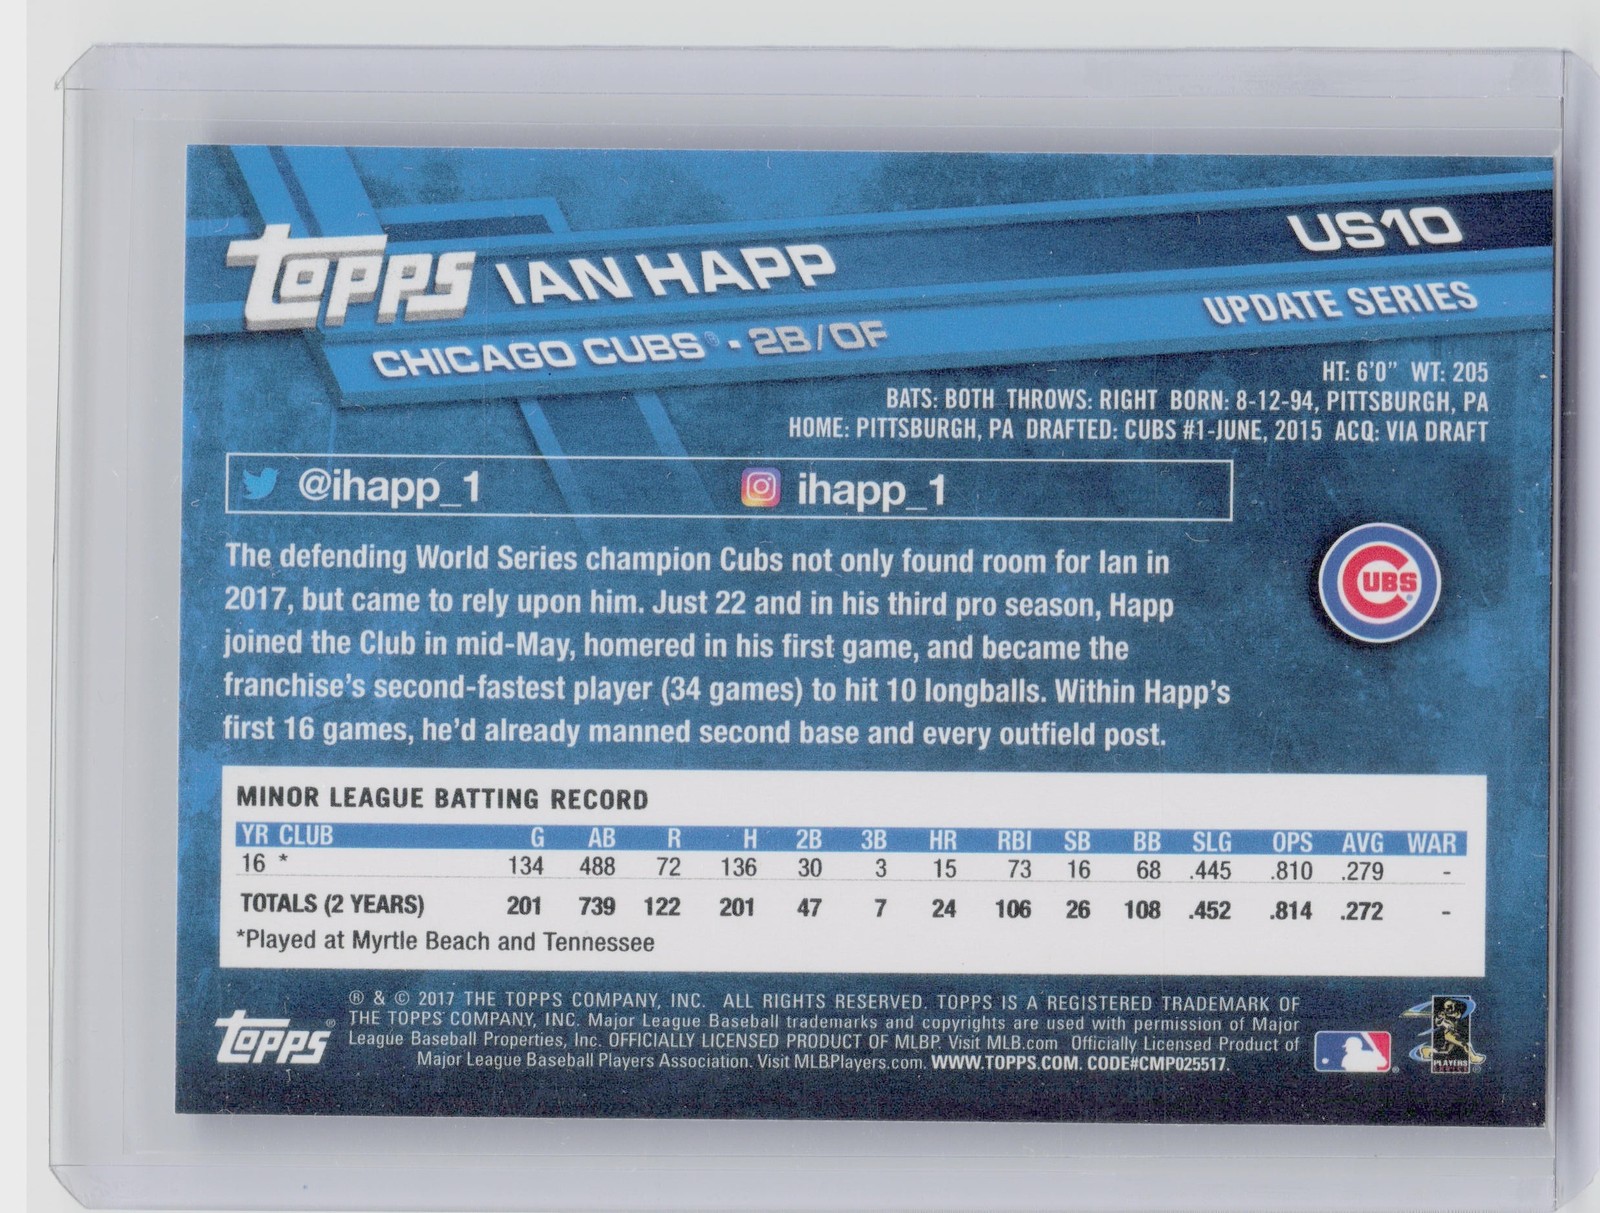 TOPPS IAN HAPP US10
CHICAGO CUBS® • 2B/OF UPDATE SERIES
HT: 6'0" WT: 205
BATS: BOTH THROWS: RIGHT BORN: 8-12-94, PITTSBURGH, PA
HOME: PITTSBURGH, PA DRAFTED: CUBS #1-JUNE, 2015 ACQ: VIA DRAFT
@ihapp_1 ihapp_1
The defending World Series champion Cubs not only found room for Ian in
2017, but came to rely upon him. Just 22 and in his third pro season, Happ
joined the Club in mid-May, homered in his first game, and became the
franchise's second-fastest player (34 games) to hit 10 longballs. Within Happ's
first 16 games, he'd already manned second base and every outfield post.
CUBS
MINOR LEAGUE BATTING RECORD
YR CLUB G AB R H 2B 3B HR RBI SB BB SLG OPS AVG WAR
16 * 134 488 72 136 30 3 15 73 16 68 .445 .810 .279 -
TOTALS (2 YEARS) 201 739 122 201 47 7 24 106 26 108 .452 .814 .272 -
*Played at Myrtle Beach and Tennessee
TOPPS®
® & © 2017 THE TOPPS COMPANY, INC. ALL RIGHTS RESERVED. TOPPS IS A REGISTERED TRADEMARK OF
THE TOPPS COMPANY, INC. Major League Baseball trademarks and copyrights are used with permission of Major
League Baseball Properties, Inc. OFFICIALLY LICENSED PRODUCT OF MLBP. Visit MLB.com Officially Licensed Product of
Major League Baseball Players Association. Visit MLBPlayers.com. WWW.TOPPS.COM. CODE#CMP025517.
PLAYERS